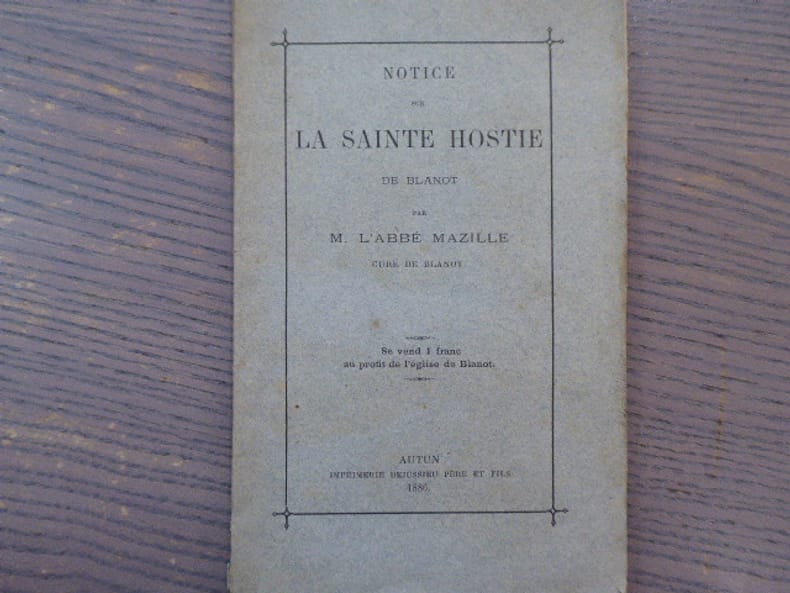 NOTICE
SUR
LA SAINTE HOSTIE
DE BLANOT
PAR
M. L'ABBÉ MAZILLE
CURÉ DE BLANOT
Se vend 1 franc
au profit de l'église de Blanot.
AUTUN
IMPRIMERIE DEJUSSIEU PÈRE ET FILS
1886